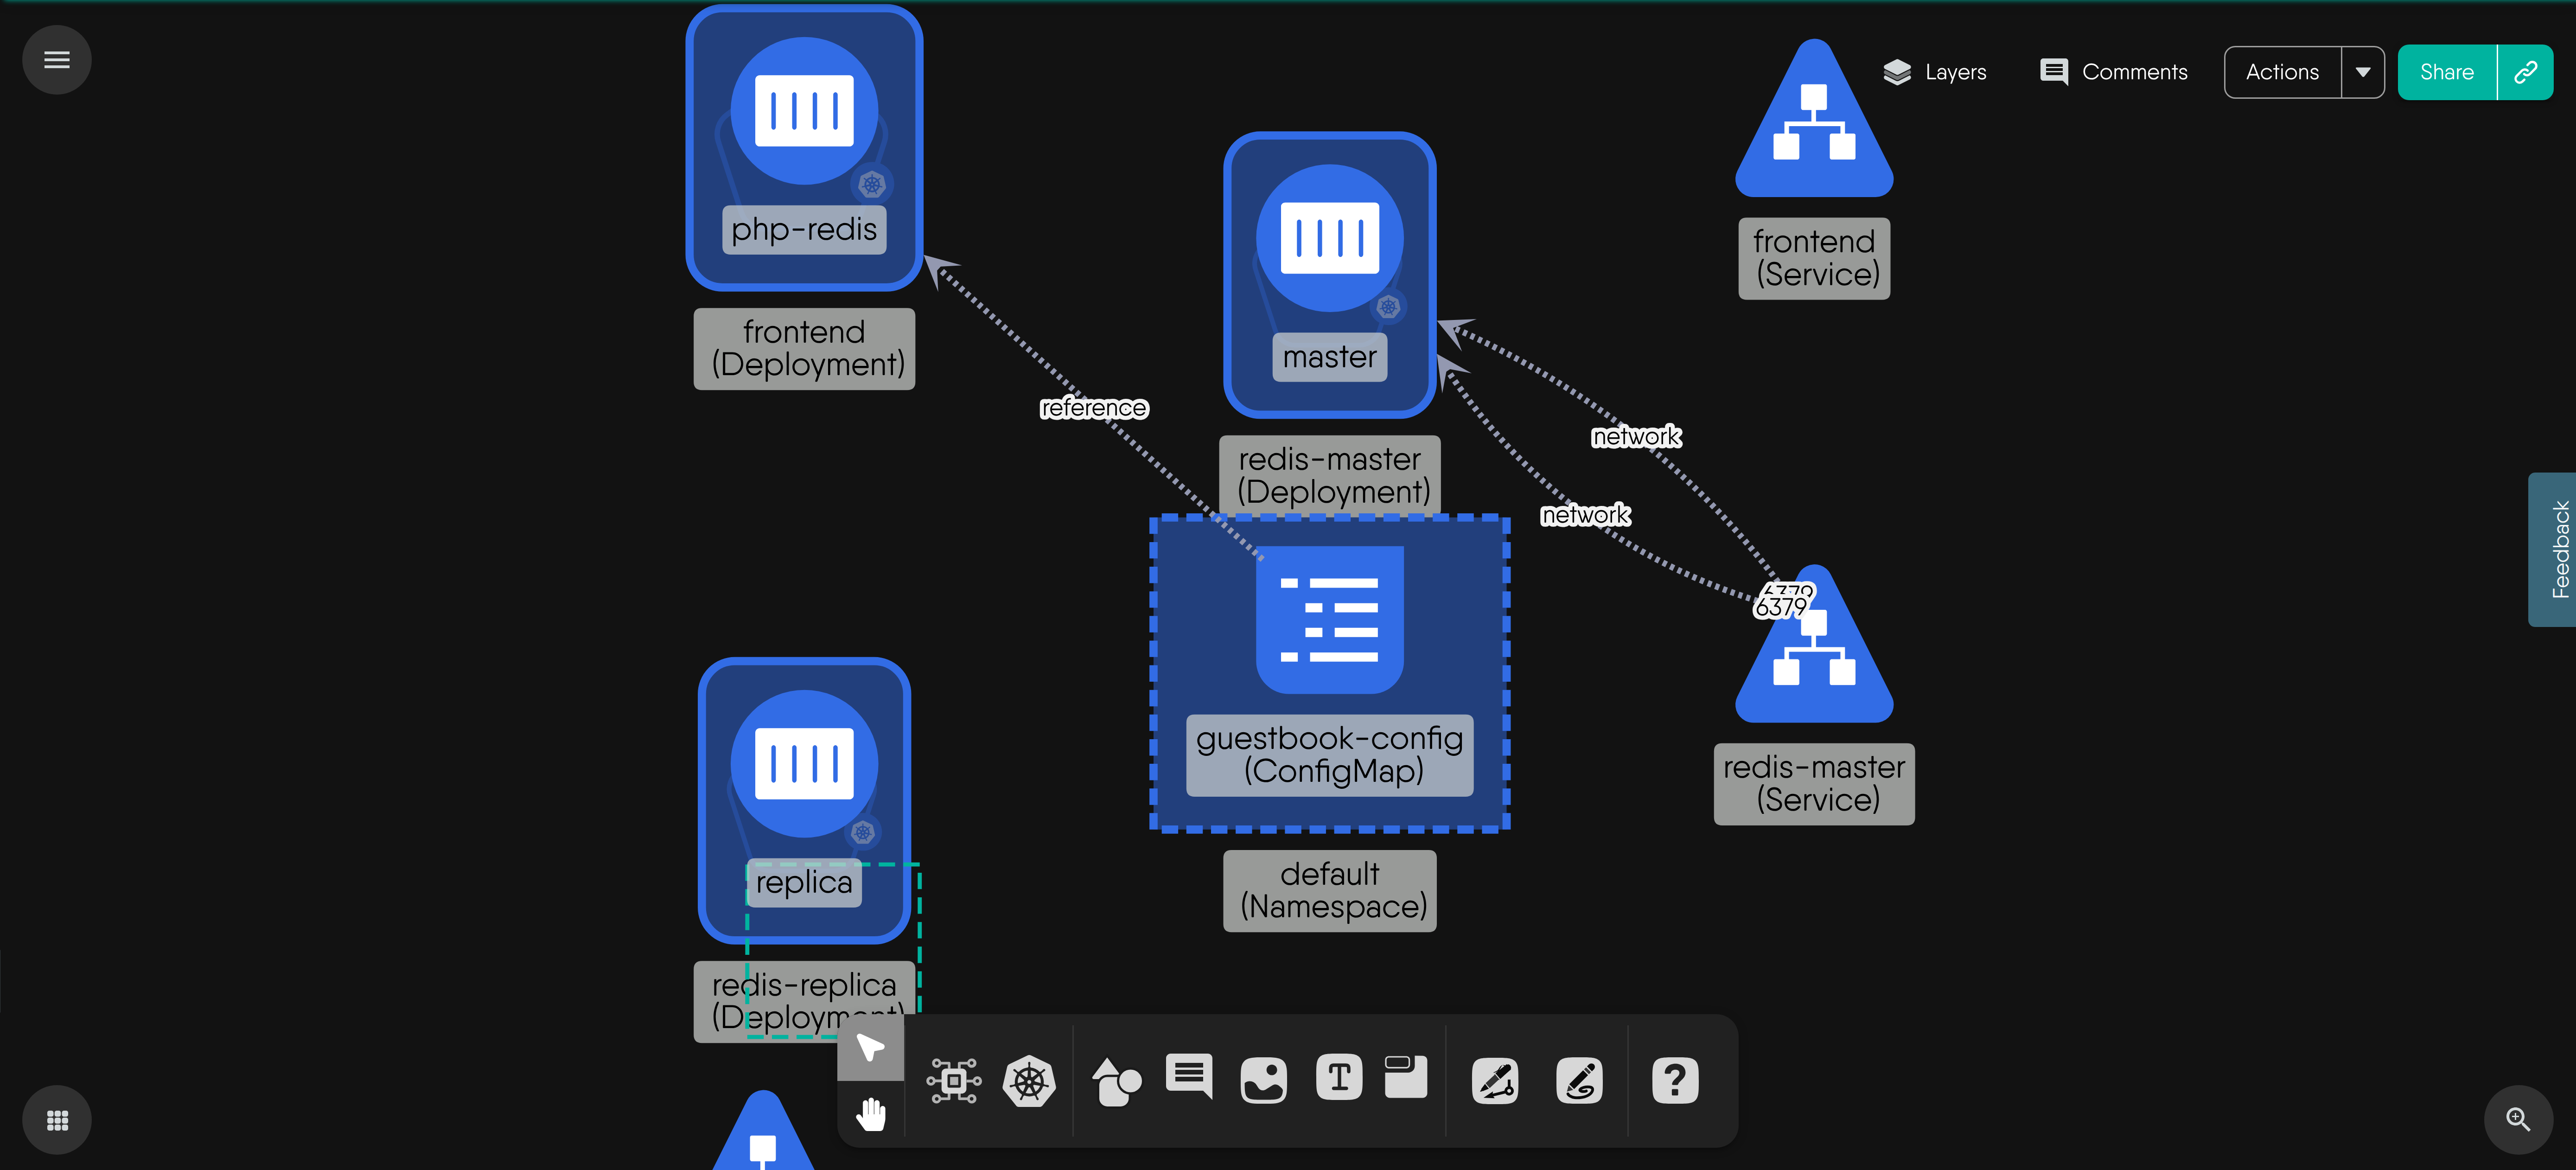 Layers
Comments
Actions
Share
php-redis
frontend
(Deployment)
master
redis-master
(Deployment)
frontend
(Service)
reference
network
network
6379
6379
guestbook-config
(ConfigMap)
default
(Namespace)
redis-master
(Service)
replica
redis-replica
(Deployment)
Feedback
T
?